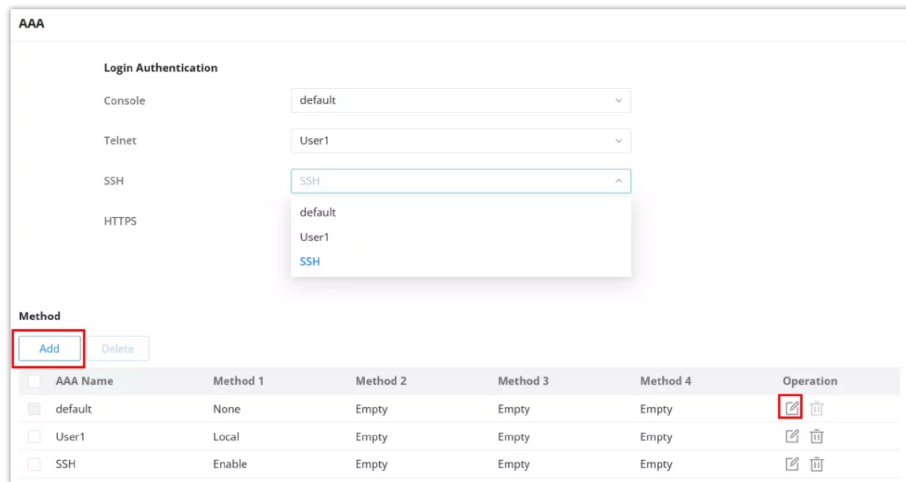 AAA
Login Authentication
Console default
Telnet User1
SSH SSH
default
HTTPS
User1
SSH
Method
Add Delete
AAA Name Method 1 Method 2 Method 3 Method 4 Operation
default None Empty Empty Empty
User1 Local Empty Empty Empty
SSH Enable Empty Empty Empty